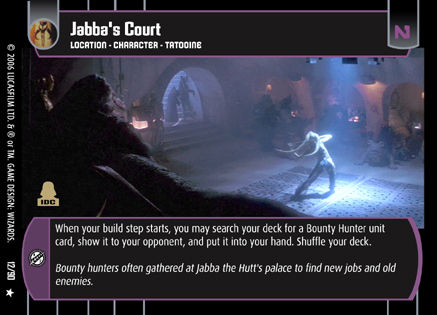 Jabba's Court
LOCATION - CHARACTER - TATOOINE
N
IDC
When your build step starts, you may search your deck for a Bounty Hunter unit
card, show it to your opponent, and put it into your hand. Shuffle your deck.
Bounty hunters often gathered at Jabba the Hutt's palace to find new jobs and old
enemies.
© 2006 LUCASFILM LTD. & ® or TM. GAME DESIGN: WIZARDS. 12/90 ★